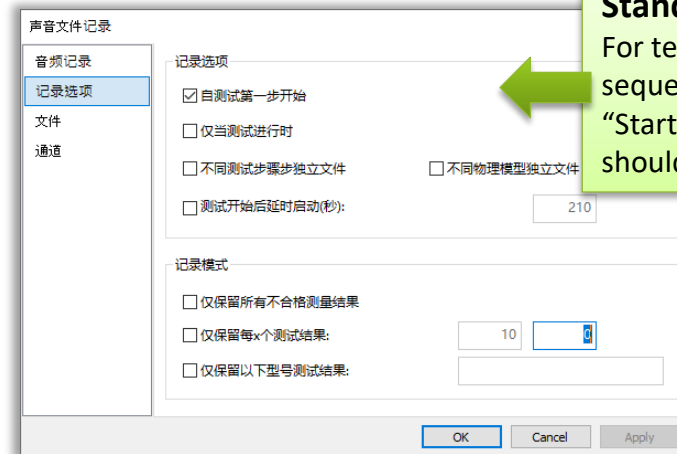 声音文件记录
音频记录
记录选项
文件
通道
记录选项
自测试第一步开始
仅当测试进行时
不同测试步骤步独立文件
不同物理模型独立文件
测试开始后延时启动(秒):
210
记录模式
仅保留所有不合格测量结果
仅保留每x个测试结果:
10
0
仅保留以下型号测试结果:
OK
Cancel
Apply
For
“Start